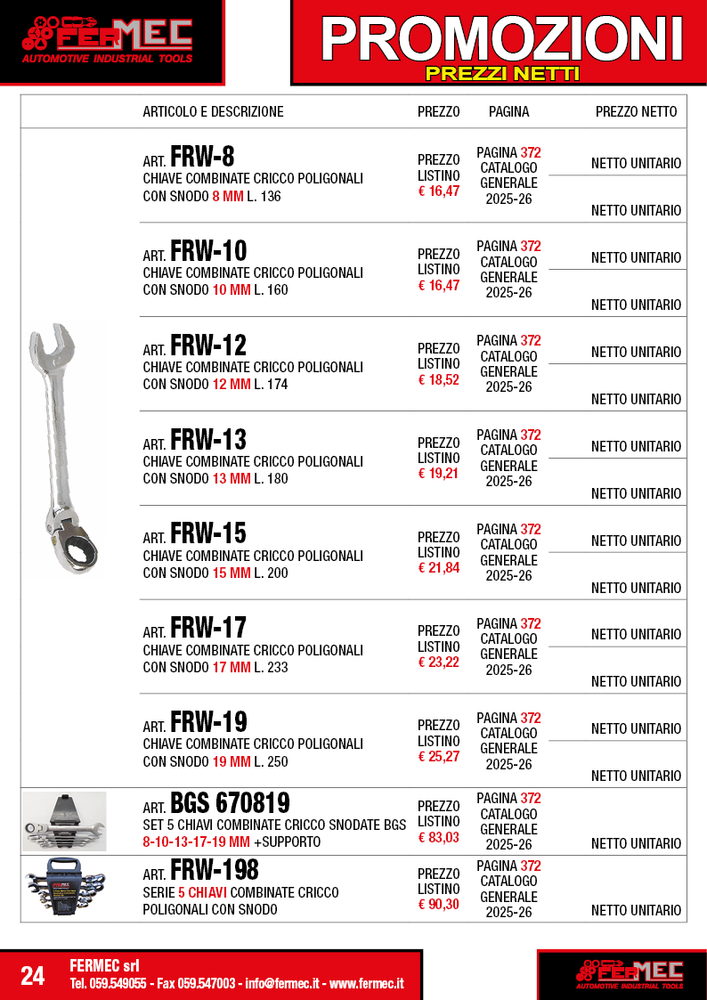 FERMEC
AUTOMOTIVE INDUSTRIAL TOOLS
PROMOZIONI
PREZZI NETTI
ARTICOLO E DESCRIZIONE PREZZO PAGINA PREZZO NETTO
ART. FRW-8
CHIAVE COMBINATE CRICCO POLIGONALI
CON SNODO 8 MM L. 136
PREZZO
LISTINO
€ 16,47
PAGINA 372
CATALOGO
GENERALE
2025-26
NETTO UNITARIO
NETTO UNITARIO
ART. FRW-10
CHIAVE COMBINATE CRICCO POLIGONALI
CON SNODO 10 MM L. 160
PREZZO
LISTINO
€ 16,47
PAGINA 372
CATALOGO
GENERALE
2025-26
NETTO UNITARIO
NETTO UNITARIO
ART. FRW-12
CHIAVE COMBINATE CRICCO POLIGONALI
CON SNODO 12 MM L. 174
PREZZO
LISTINO
€ 18,52
PAGINA 372
CATALOGO
GENERALE
2025-26
NETTO UNITARIO
NETTO UNITARIO
ART. FRW-13
CHIAVE COMBINATE CRICCO POLIGONALI
CON SNODO 13 MM L. 180
PREZZO
LISTINO
€ 19,21
PAGINA 372
CATALOGO
GENERALE
2025-26
NETTO UNITARIO
NETTO UNITARIO
ART. FRW-15
CHIAVE COMBINATE CRICCO POLIGONALI
CON SNODO 15 MM L. 200
PREZZO
LISTINO
€ 21,84
PAGINA 372
CATALOGO
GENERALE
2025-26
NETTO UNITARIO
NETTO UNITARIO
ART. FRW-17
CHIAVE COMBINATE CRICCO POLIGONALI
CON SNODO 17 MM L. 233
PREZZO
LISTINO
€ 23,22
PAGINA 372
CATALOGO
GENERALE
2025-26
NETTO UNITARIO
NETTO UNITARIO
ART. FRW-19
CHIAVE COMBINATE CRICCO POLIGONALI
CON SNODO 19 MM L. 250
PREZZO
LISTINO
€ 25,27
PAGINA 372
CATALOGO
GENERALE
2025-26
NETTO UNITARIO
NETTO UNITARIO
ART. BGS 670819
SET 5 CHIAVI COMBINATE CRICCO SNODATE BGS
8-10-13-17-19 MM +SUPPORTO
PREZZO
LISTINO
€ 83,03
PAGINA 372
CATALOGO
GENERALE
2025-26
NETTO UNITARIO
FERMEC
ART. FRW-198
SERIE 5 CHIAVI COMBINATE CRICCO
POLIGONALI CON SNODO
PREZZO
LISTINO
€ 90,30
PAGINA 372
CATALOGO
GENERALE
2025-26
NETTO UNITARIO
24
FERMEC srl
Tel. 059.549055 - Fax 059.547003 - info@fermec.it - www.fermec.it
FERMEC
AUTOMOTIVE INDUSTRIAL TOOLS